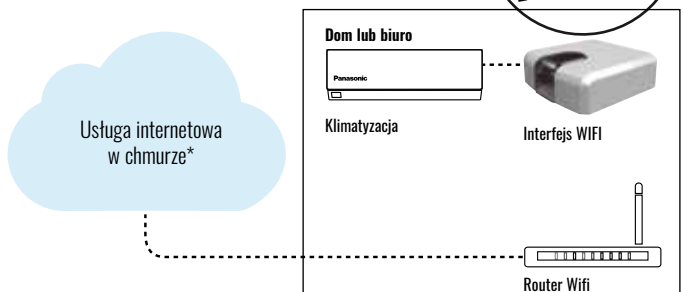 Dom lub biuro
Panasonic
Klimatyzacja
Interfejs WIFI
Usługa internetowa
w chmurze*
Router Wifi